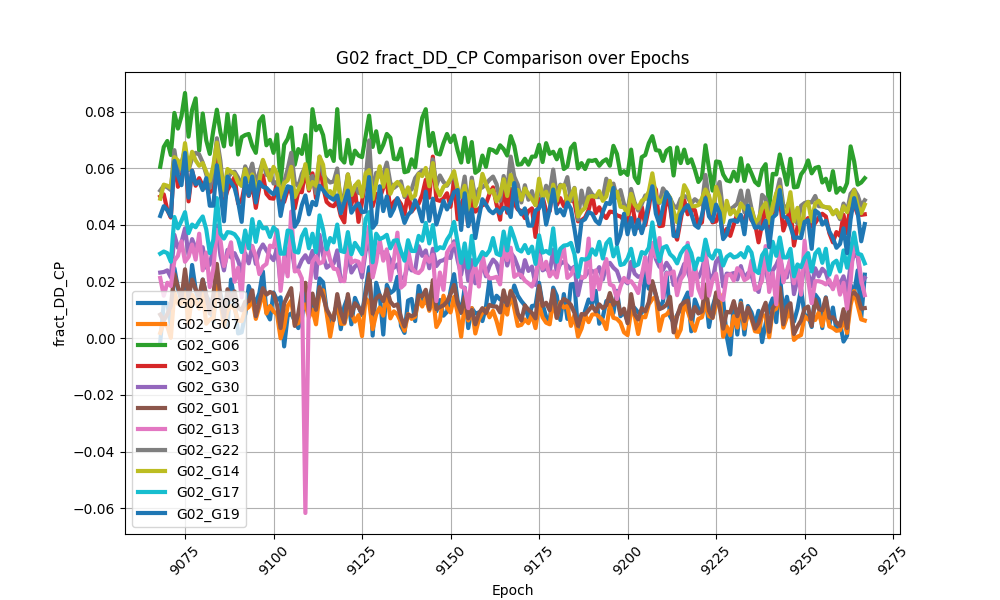 G02 fract_DD_CP Comparison over Epochs
fract_DD_CP
0.08
0.06
0.04
0.02
0.00
−0.02
−0.04
−0.06
G02_G08
G02_G07
G02_G06
G02_G03
G02_G30
G02_G01
G02_G13
G02_G22
G02_G14
G02_G17
G02_G19
9075
9100
9125
9150
9175
9200
9225
9250
9275
Epoch